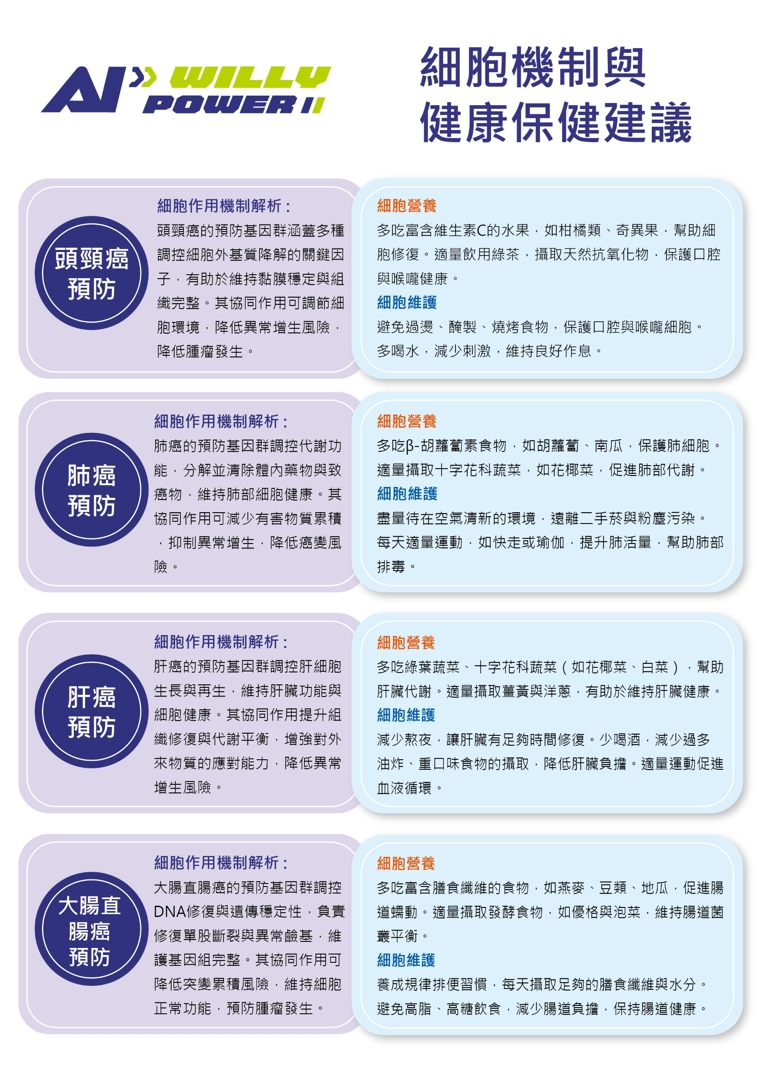 AI WILLY
POWER
細胞機制與
健康保健建議
頭頸癌
預防
細胞作用機制解析:
頭頸癌的預防基因群涵蓋多種
調控細胞外基質降解的關鍵因
子，有助於維持黏膜穩定與組
織完整。其協同作用可調節細
胞環境，降低異常增生風險，
降低腫瘤發生。
細胞營養
多吃富含維生素C的水果，如柑橘類、奇異果，幫助細
胞修復。適量飲用綠茶，攝取天然抗氧化物，保護口腔
與喉嚨健康。
細胞維護
避免過燙、醃製、燒烤食物，保護口腔與喉嚨細胞。
多喝水，減少刺激，維持良好作息。
肺癌
預防
細胞作用機制解析:
肺癌的預防基因群調控代謝功
能，分解並清除體內藥物與致
癌物，維持肺部細胞健康。其
協同作用可減少有害物質累積
，抑制異常增生，降低癌變風
險。
細胞營養
多吃β-胡蘿蔔素食物，如胡蘿蔔、南瓜，保護肺細胞。
適量攝取十字花科蔬菜，如花椰菜，促進肺部代謝。
細胞維護
盡量待在空氣清新的環境，遠離二手菸與粉塵污染。
每天適量運動，如快走或瑜伽，提升肺活量，幫助肺部
排毒。
肝癌
預防
細胞作用機制解析:
肝癌的預防基因群調控肝細胞
生長與再生，維持肝臟功能與
細胞健康。其協同作用提升組
織修復與代謝平衡，增強對外
來物質的應對能力，降低異常
增生風險。
細胞營養
多吃綠葉蔬菜、十字花科蔬菜（如花椰菜、白菜），幫助
肝臟代謝。適量攝取薑黃與洋蔥，有助於維持肝臟健康。
細胞維護
減少熬夜，讓肝臟有足夠時間修復。少喝酒，減少過多
油炸、重口味食物的攝取，降低肝臟負擔。適量運動促進
血液循環。
大腸直
腸癌
預防
細胞作用機制解析:
大腸直腸癌的預防基因群調控
DNA修復與遺傳穩定性，負責
修復單股斷裂與異常鹼基，維
護基因組完整。其協同作用可
降低突變累積風險，維持細胞
正常功能，預防腫瘤發生。
細胞營養
多吃富含膳食纖維的食物，如燕麥、豆類、地瓜，促進腸
道蠕動。適量攝取發酵食物，如優格與泡菜，維持腸道菌
叢平衡。
細胞維護
養成規律排便習慣，每天攝取足夠的膳食纖維與水分。
避免高脂、高糖飲食，減少腸道負擔，保持腸道健康。